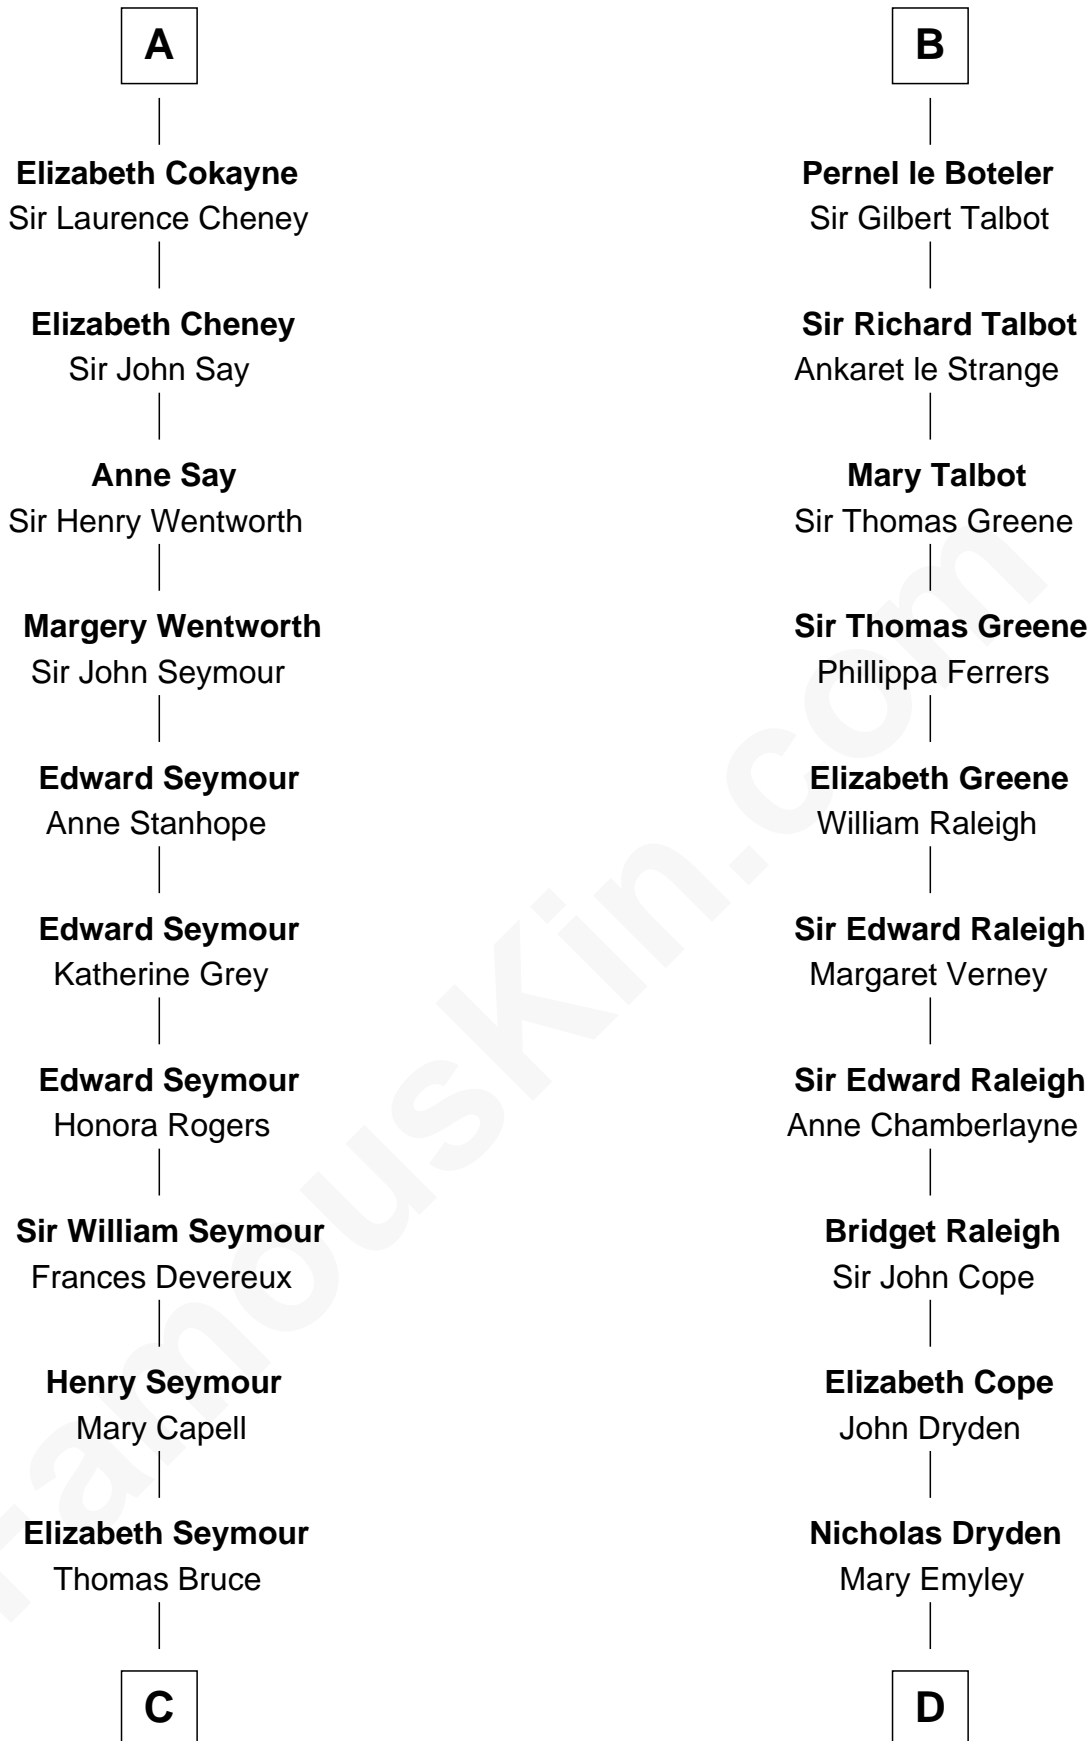 A
Elizabeth Cokayne
Sir Laurence Cheney
Elizabeth Cheney
Sir John Say
Anne Say
Sir Henry Wentworth
Margery Wentworth
Sir John Seymour
Edward Seymour
Anne Stanhope
Edward Seymour
Katherine Grey
Edward Seymour
Honora Rogers
Sir William Seymour
Frances Devereux
Henry Seymour
Mary Capell
Elizabeth Seymour
Thomas Bruce
C
B
Pernel le Boteler
Sir Gilbert Talbot
Sir Richard Talbot
Ankaret le Strange
Mary Talbot
Sir Thomas Greene
Sir Thomas Greene
Phillippa Ferrers
Elizabeth Greene
William Raleigh
Sir Edward Raleigh
Margaret Verney
Sir Edward Raleigh
Anne Chamberlayne
Bridget Raleigh
Sir John Cope
Elizabeth Cope
John Dryden
Nicholas Dryden
Mary Emyley
D
FamousKin.com